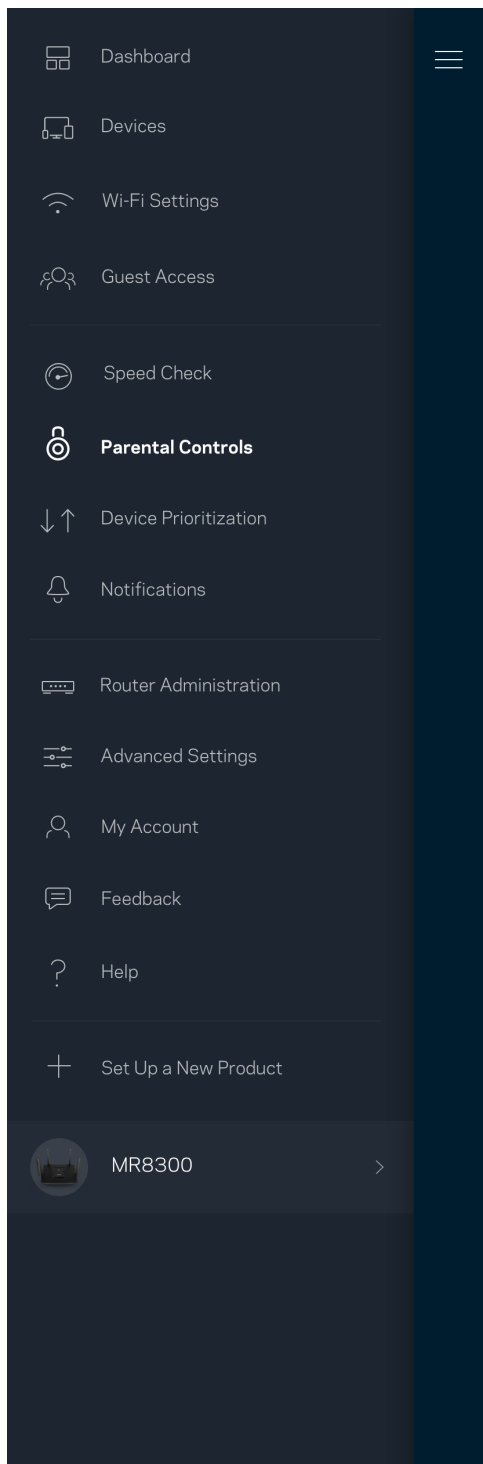 Dashboard
Devices
Wi-Fi Settings
Guest Access
Speed Check
Parental Controls
Device Prioritization
Notifications
Router Administration
Advanced Settings
My Account
Feedback
Help
Set Up a New Product
MR8300